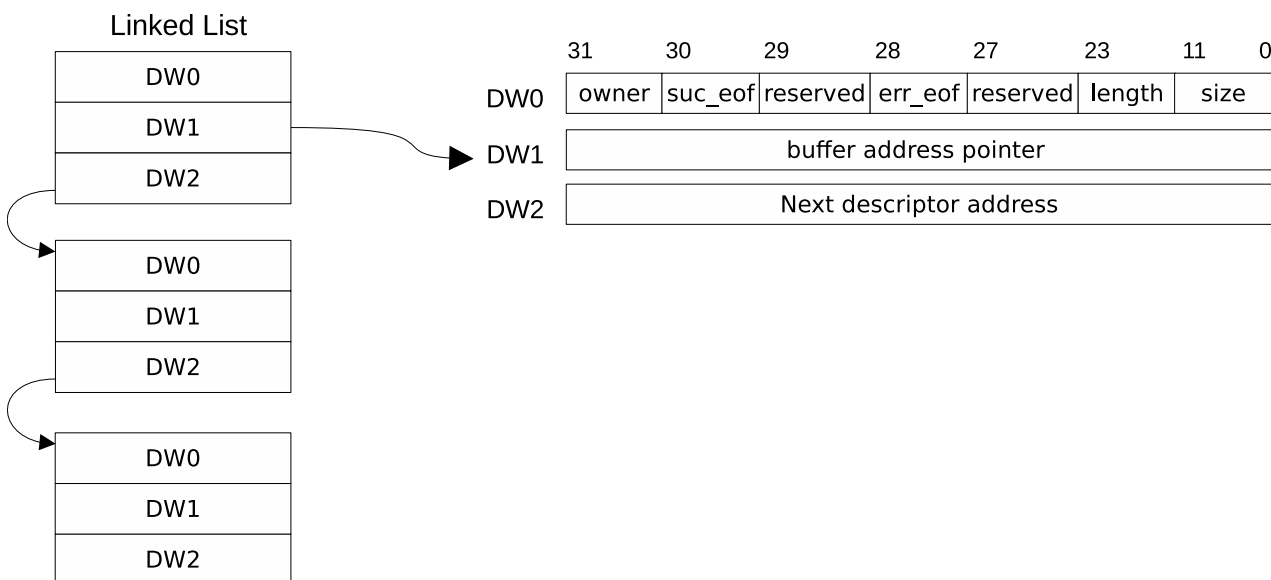 Linked List
DW0
DW1
DW2
DW0
DW1
DW2
DW0
DW1
DW2
31 30 29 28 27 23 11 0
DW0 owner suc_eof reserved err_eof reserved length size
DW1 buffer address pointer
DW2 Next descriptor address